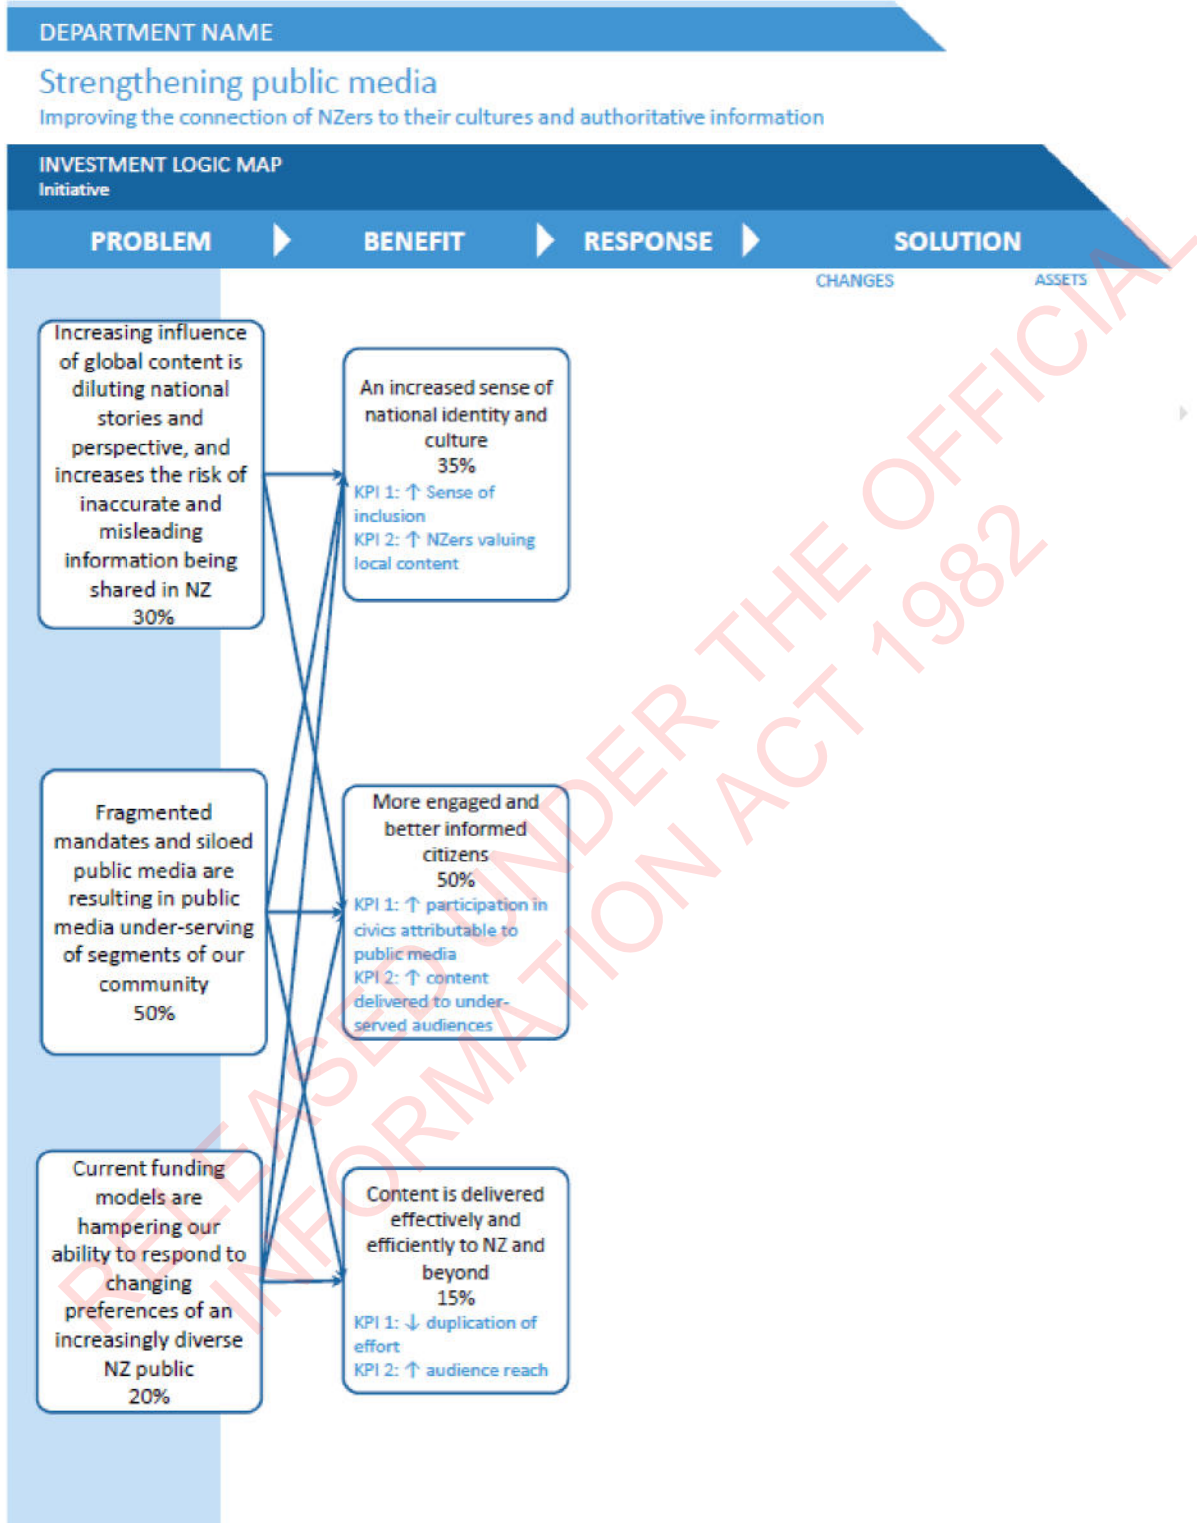 DEPARTMENT NAME
Strengthening public media
Improving the connection of NZers to their cultures and authoritative information
INVESTMENT LOGIC MAP
Initiative
PROBLEM
BENEFIT
RESPONSE
SOLUTION
CHANGES
ASSETS
Increasing influence
of global content is
diluting national
stories and
perspective, and
increases the risk of
inaccurate and
misleading
information being
shared in NZ
30%
An increased sense of
national identity and
culture
35%
KPI 1: ↑ Sense of
inclusion
KPI 2: ↑ NZers valuing
local content
Fragmented
mandates and siloed
public media are
resulting in public
media under-serving
of segments of our
community
50%
More engaged and
better informed
citizens
50%
KPI 1: ↑ participation in
civics attributable to
public media
KPI 2: ↑ content
delivered to under-
served audiences
Current funding
models are
hampering our
ability to respond to
changing
preferences of an
increasingly diverse
NZ public
20%
Content is delivered
effectively and
efficiently to NZ and
beyond
15%
KPI 1: ↓ duplication of
effort
KPI 2: ↑ audience reach
RELEASED UNDER THE OFFICIAL
INFORMATION ACT 1982